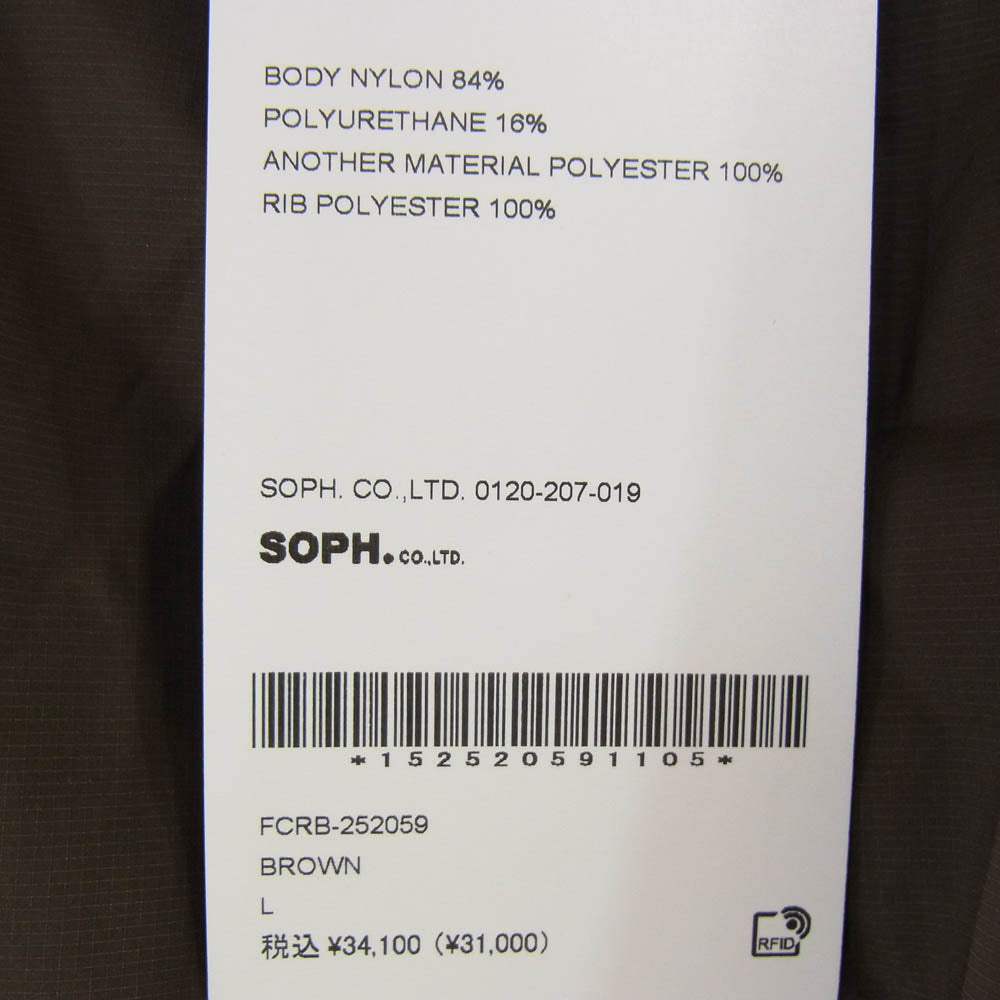 BODY NYLON 84%
POLYURETHANE 16%
ANOTHER MATERIAL POLYESTER 100%
RIB POLYESTER 100%
SOPH. CO.,LTD. 0120-207-019
SOPH. CO.,LTD.
*152520591105*
FCRB-252059
BROWN
L
税込 ¥34,100 (¥31,000)
RFID